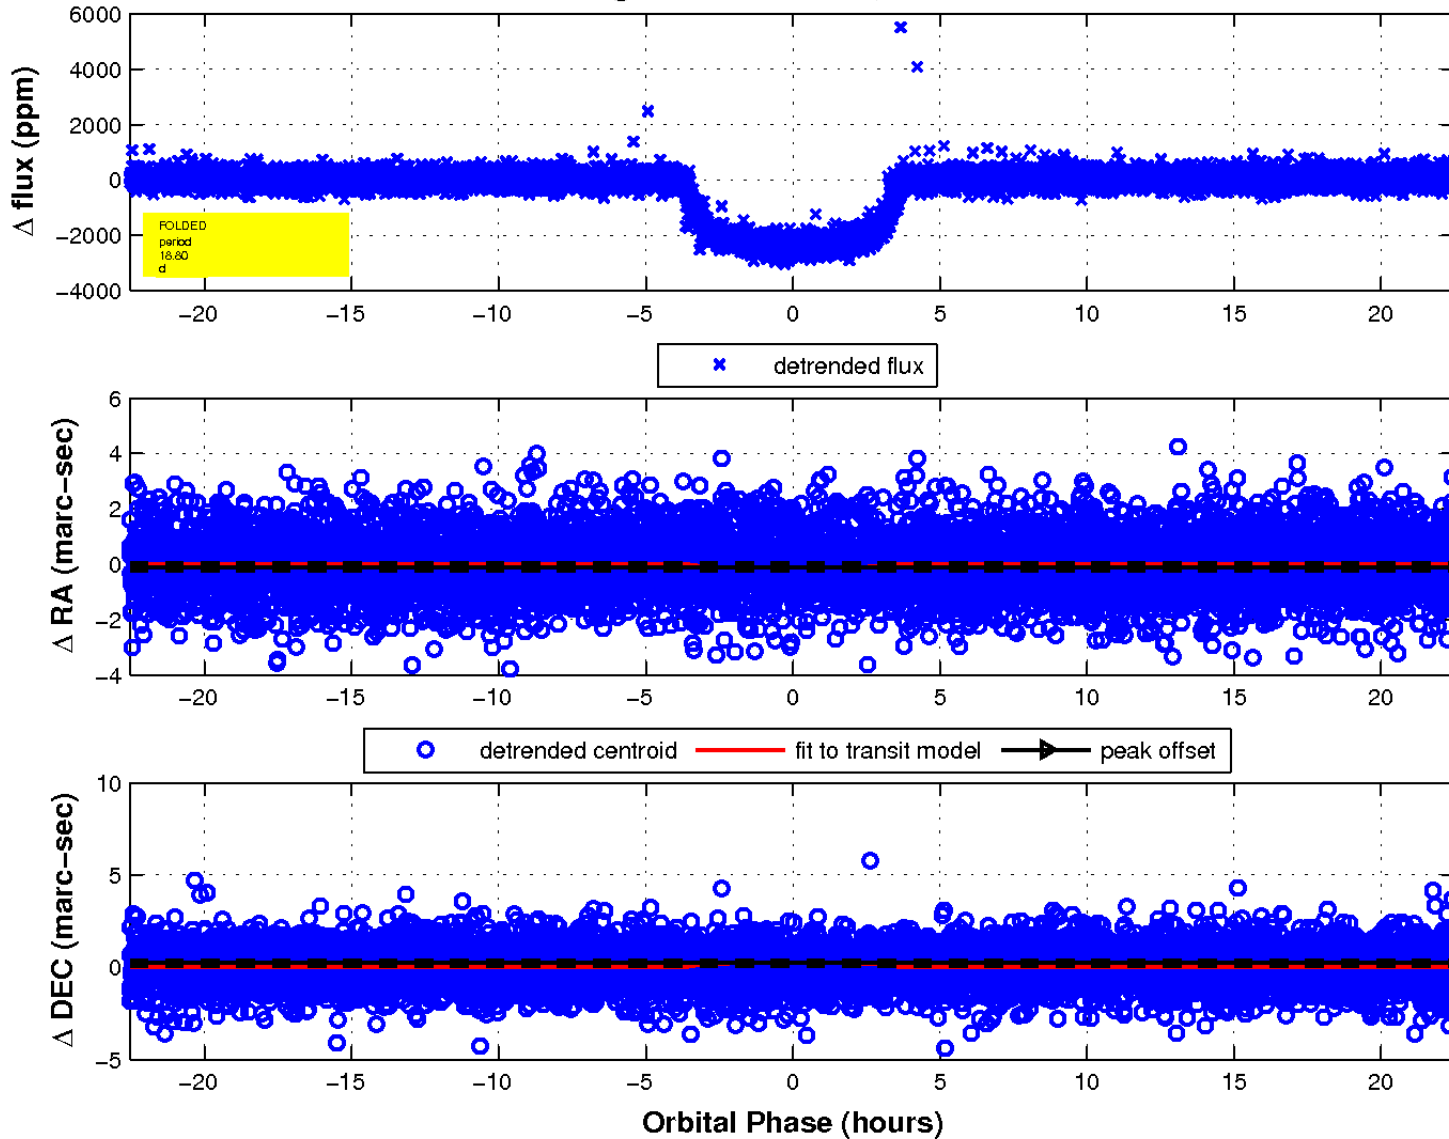 6000
4000
2000
0
−2000
−4000
Δ flux (ppm)
FOLDED
period
18.80
d
−20 −15 −10 −5 0 5 10 15 20
detrended flux
6
4
2
0
−2
−4
Δ RA (marc−sec)
−20 −15 −10 −5 0 5 10 15 20
detrended centroid fit to transit model peak offset
10
5
0
−5
Δ DEC (marc−sec)
−20 −15 −10 −5 0 5 10 15 20
Orbital Phase (hours)